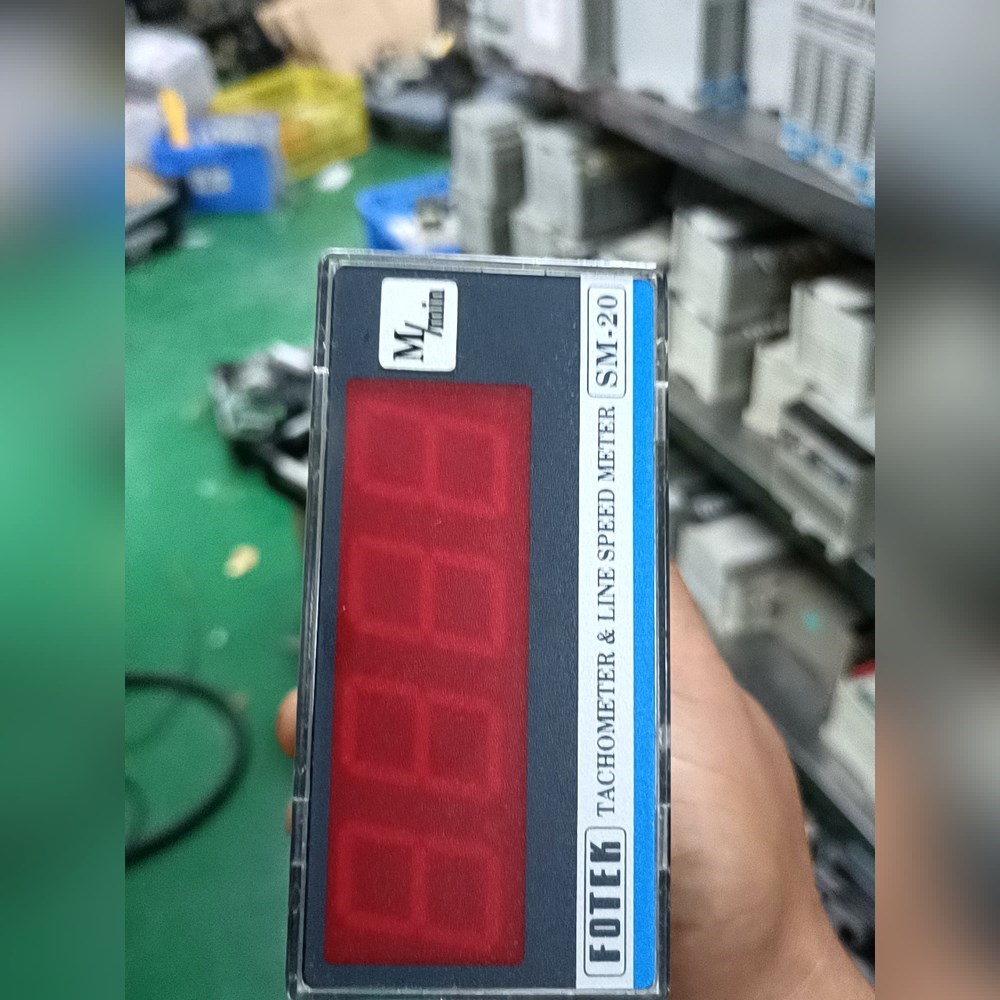 M/min
FOTEK TACHOMETER & LINE SPEED METER SM-20